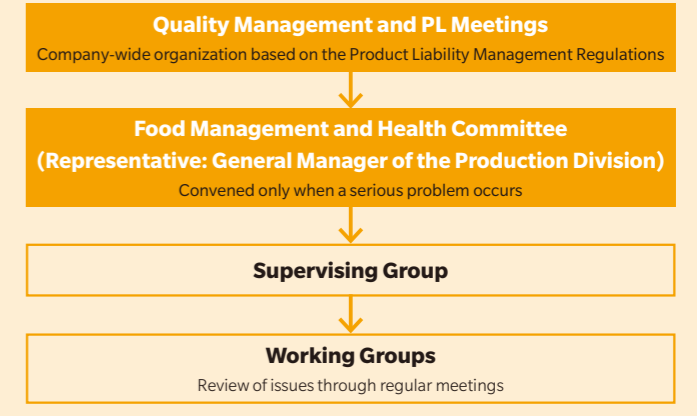 Quality Management and PL Meetings
Company-wide organization based on the Product Liability Management Regulations
Food Management and Health Committee
(Representative: General Manager of the Production Division)
Convened only when a serious problem occurs
Supervising Group
Working Groups
Review of issues through regular meetings